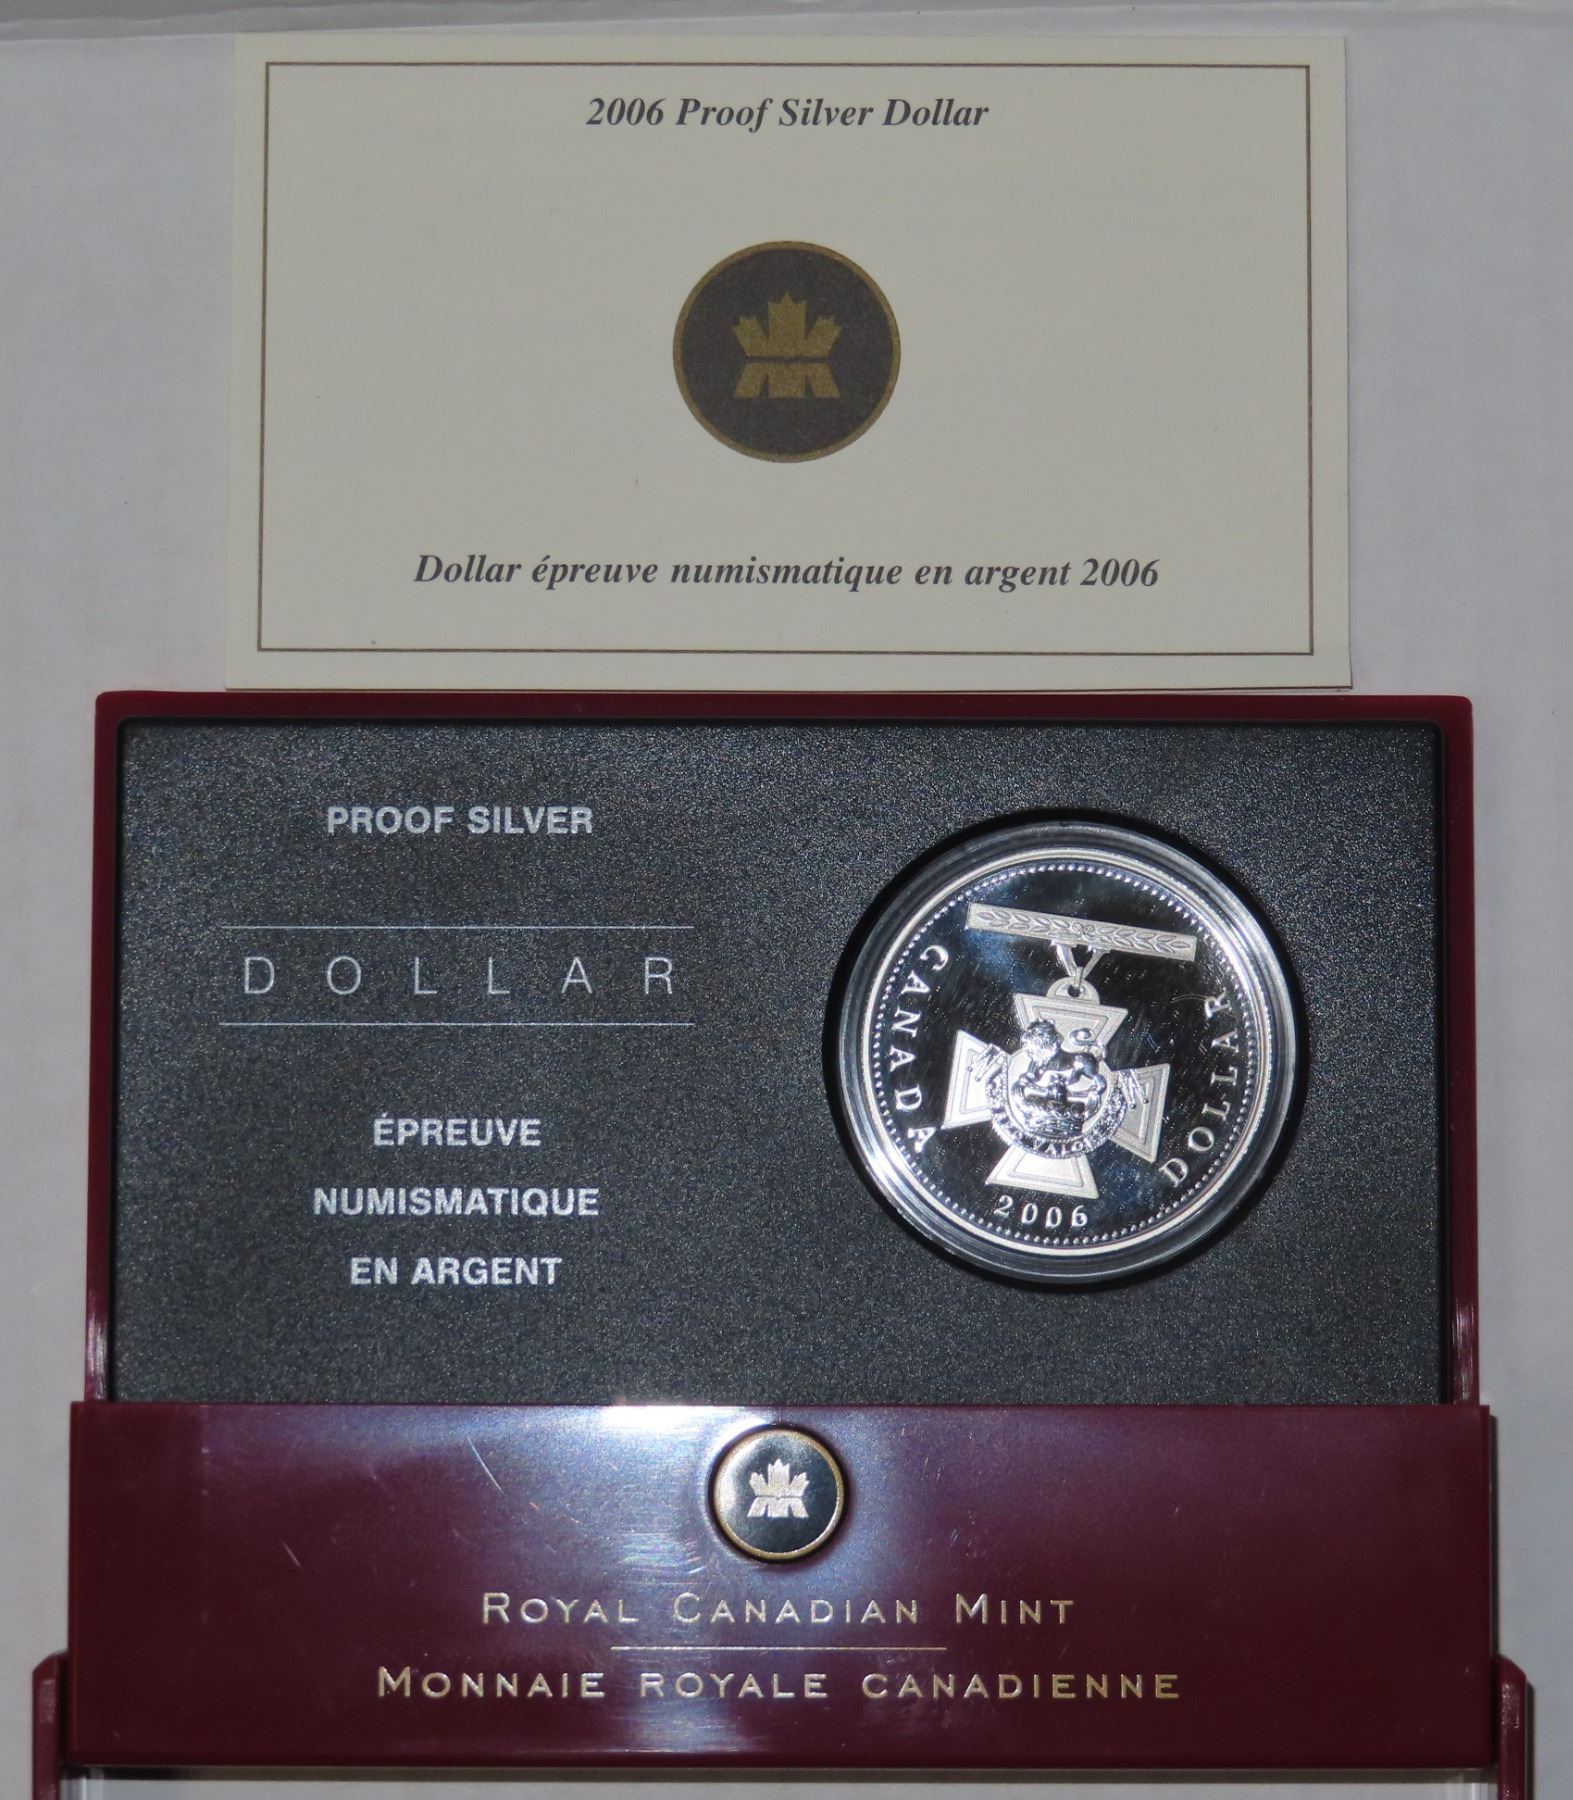 2006 Proof Silver Dollar
Dollar épreuve numismatique en argent 2006
PROOF SILVER
DOLLAR
ÉPREUVE
NUMISMATIQUE
EN ARGENT
CANADA
DOLLAR
VALOUR
2006
ROYAL CANADIAN MINT
MONNAIE ROYALE CANADIENNE